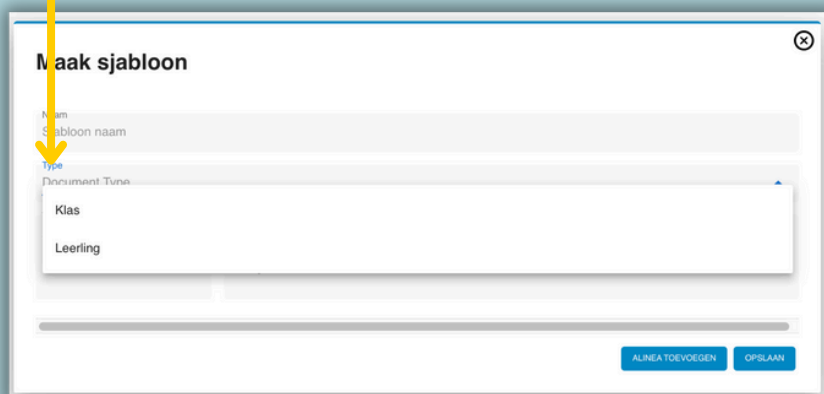 Maak sjabloon
Naam
Sjabloon naam
Type
Document Type
Klas
Leerling
ALINEA TOEVOEGEN
OPSLAAN